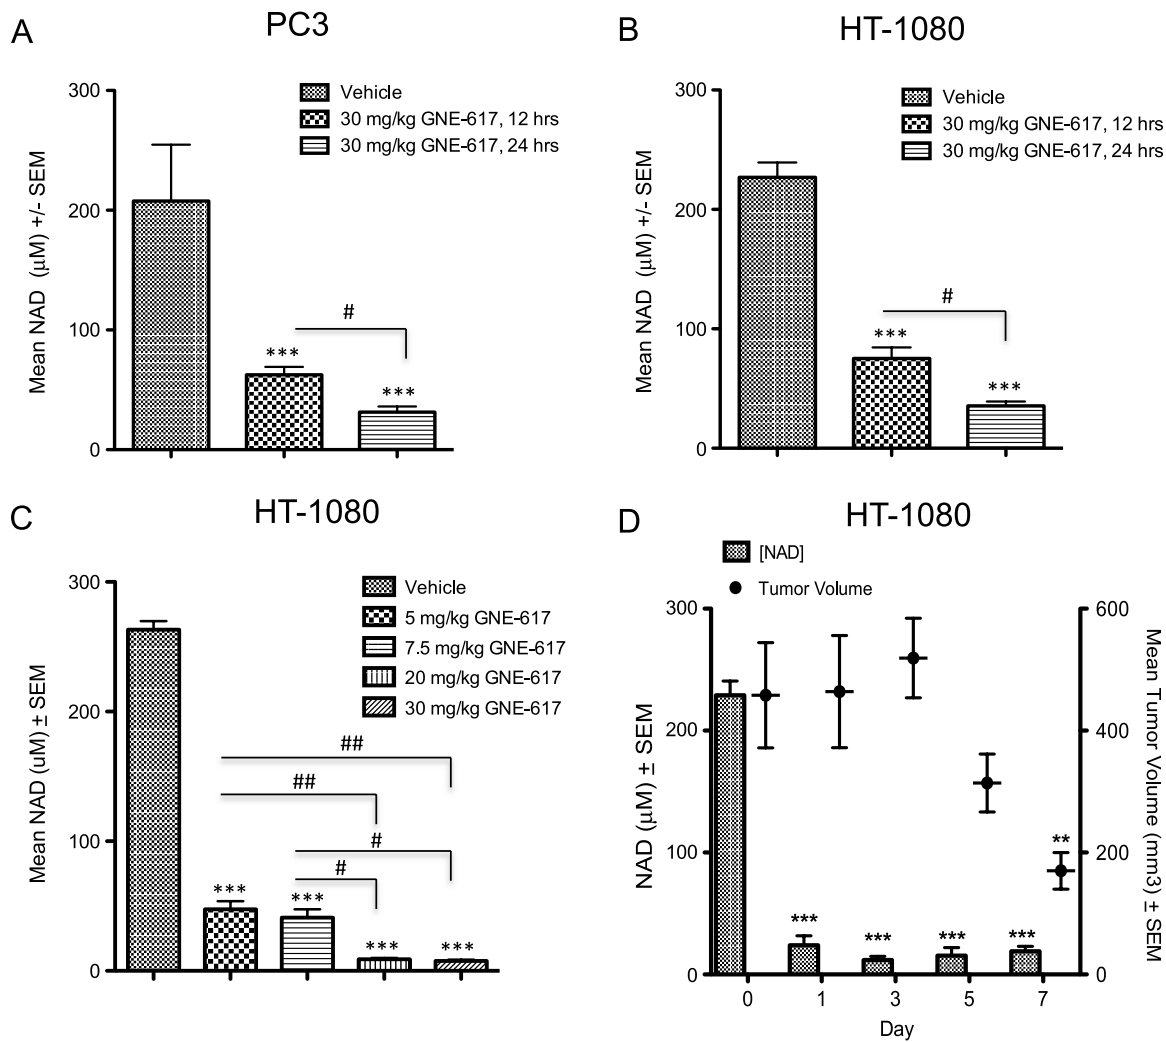 A
PC3
Mean NAD (μM) +/- SEM
300
200
100
0
Vehicle
30 mg/kg GNE-617, 12 hrs
30 mg/kg GNE-617, 24 hrs
***
***
#
B
HT-1080
Mean NAD (μM) +/- SEM
300
200
100
0
Vehicle
30 mg/kg GNE-617, 12 hrs
30 mg/kg GNE-617, 24 hrs
***
***
#
C
HT-1080
Mean NAD (uM) ± SEM
300
200
100
0
Vehicle
5 mg/kg GNE-617
7.5 mg/kg GNE-617
20 mg/kg GNE-617
30 mg/kg GNE-617
##
##
#
#
***
***
***
***
D
HT-1080
[NAD]
Tumor Volume
NAD (μM) ± SEM
300
200
100
0
600
400
200
0
Mean Tumor
Volume (mm3) ± SEM
**
***
***
***
***
0 1 3 5 7
Day